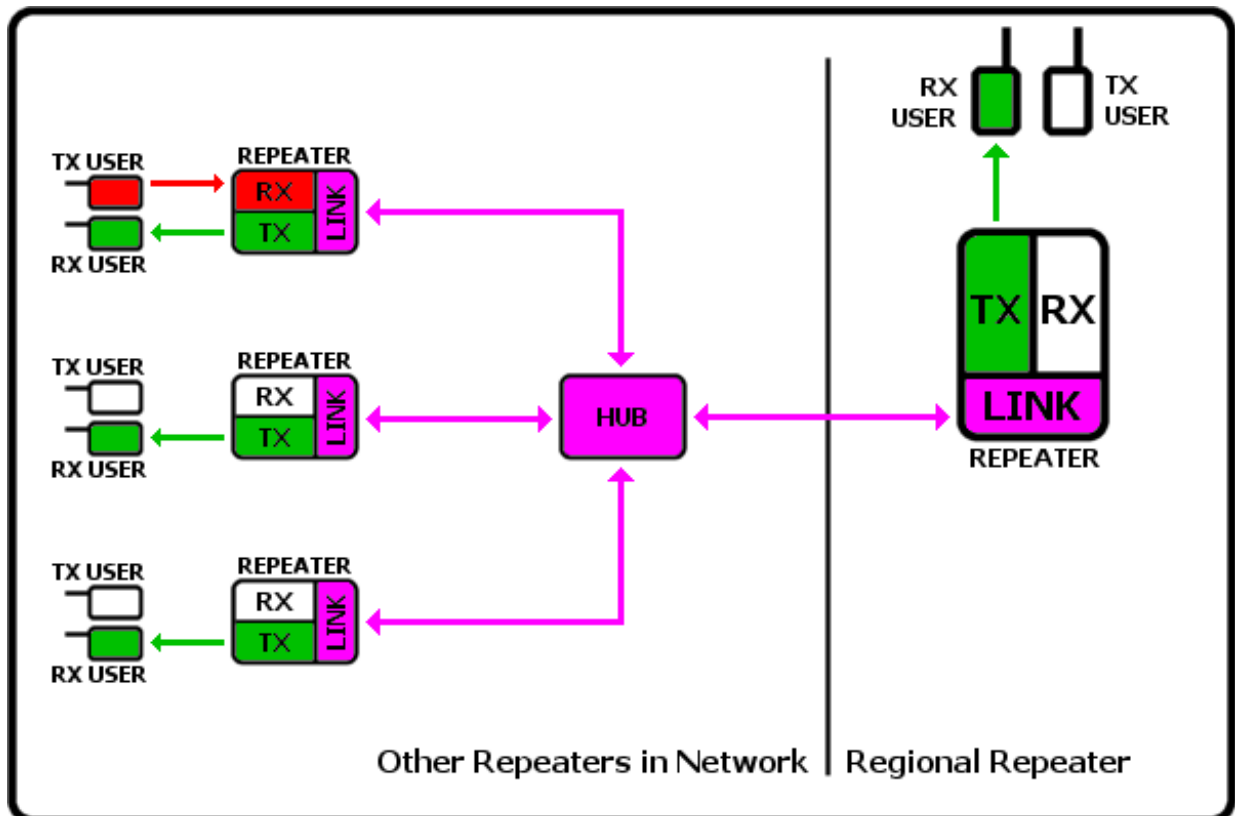 RX
USER
TX
USER
TX USER
REPEATER
RX
TX
LINK
RX USER
TX RX
LINK
REPEATER
TX USER
REPEATER
RX
TX
LINK
RX USER
HUB
TX USER
REPEATER
RX
TX
LINK
RX USER
Other Repeaters in Network
Regional Repeater